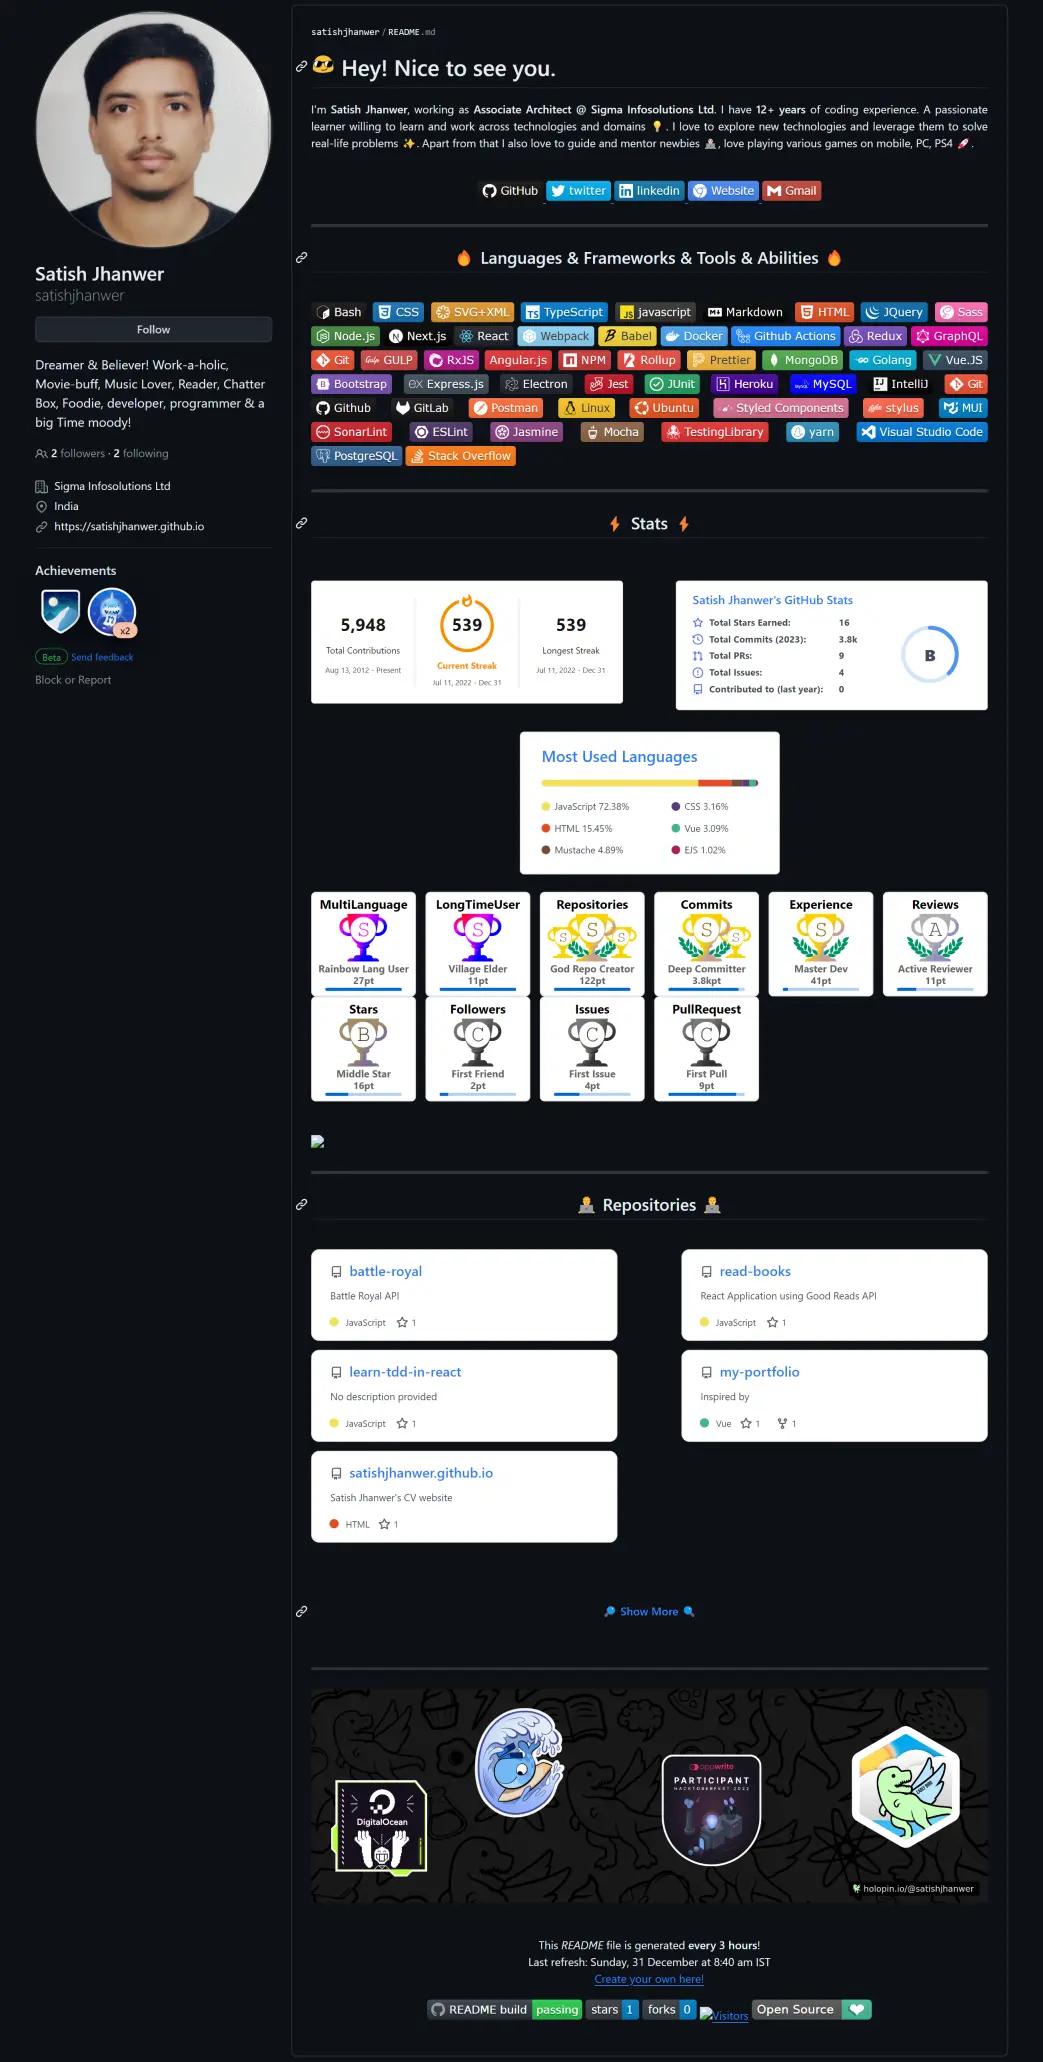 Satish Jhanwer
satishjhanwer
Follow
Dreamer & Believer! Work-a-holic,
Movie-buff, Music Lover, Reader, Chatter
Box, Foodie, developer, programmer & a
big Time moody!
2 followers · 2 following
Sigma Infosolutions Ltd
India
https://satishjhanwer.github.io
Achievements
x2
Beta Send feedback
Block or Report
satishjhanwer/README.md
Hey! Nice to see you.
I'm Satish Jhanwer, working as Associate Architect @ Sigma Infosolutions Ltd. I have 12+ years of coding experience. A passionate
learner willing to learn and work across technologies and domains 💡. I love to explore new technologies and leverage them to solve
real-life problems ✨. Apart from that I also love to guide and mentor newbies, love playing various games on mobile, PC, PS4 🚀.
GitHub twitter linkedin Website Gmail
🔥 Languages & Frameworks & Tools & Abilities 🔥
Bash CSS SVG+XML TypeScript javascript Markdown HTML JQuery Sass
Node.js Next.js React Webpack Babel Docker Github Actions Redux GraphQL
Git GULP RxJS Angular.js NPM Rollup Prettier MongoDB Golang Vue.JS
Bootstrap Express.js Electron Jest JUnit Heroku MySQL IntelliJ Git
Github GitLab Postman Linux Ubuntu Styled Components stylus MUI
SonarLint ESLint Jasmine Mocha TestingLibrary yarn Visual Studio Code
PostgreSQL Stack Overflow
⚡ Stats ⚡
5,948
Total Contributions
Aug 13, 2012 - Present
539
Current Streak
Jul 11, 2022 - Dec 31
539
Longest Streak
Jul 11, 2022 - Dec 31
Satish Jhanwer's GitHub Stats
Total Stars Earned: 16
Total Commits (2023): 3.8k
Total PRs: 9
Total Issues: 4
Contributed to (last year): 0
B
Most Used Languages
JavaScript 72.38%
HTML 15.45%
Mustache 4.89%
CSS 3.16%
Vue 3.09%
EJS 1.02%
MultiLanguage
S
Rainbow Lang User
27pt
LongTimeUser
S
Village Elder
11pt
Repositories
S S S
God Repo Creator
122pt
Commits
S S
Deep Committer
3.8kpt
Experience
S
Master Dev
41pt
Reviews
A
Active Reviewer
11pt
Stars
B
Middle Star
16pt
Followers
C
First Friend
2pt
Issues
C
First Issue
4pt
PullRequest
C
First Pull
9pt
Repositories
battle-royal
Battle Royal API
JavaScript 1
read-books
React Application using Good Reads API
JavaScript 1
learn-tdd-in-react
No description provided
JavaScript 1
my-portfolio
Inspired by
Vue 1 1
satishjhanwer.github.io
Satish Jhanwer's CV website
HTML 1
Show More
DigitalOcean
appwrite
PARTICIPANT
HACKTOBERFEST 2022
holopin.io/@satishjhanwer
This README file is generated every 3 hours!
Last refresh: Sunday, 31 December at 8:40 am IST
Create your own here!
README build passing stars 1 forks 0 Visitors Open Source